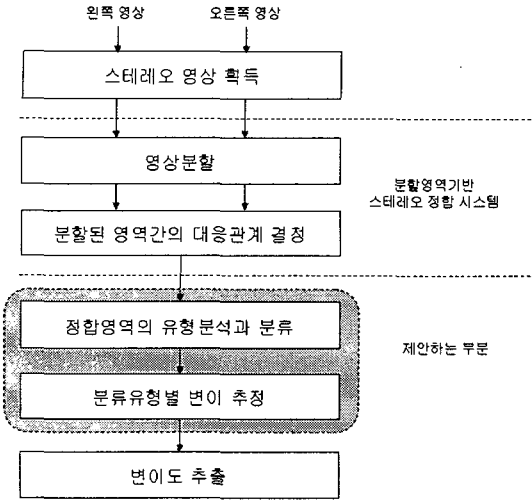 왼쪽 영상
오른쪽 영상
스테레오 영상 획득
영상분할
분할영역기반
스테레오 정합 시스템
분할된 영역간의 대응관계 결정
정합영역의 유형분석과 분류
제안하는 부분
분류유형별 변이 추정
변이도 추출